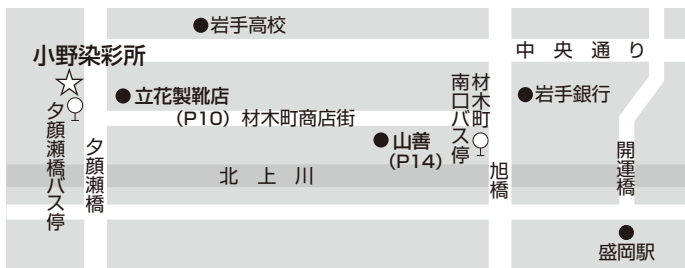 岩手高校
中央通り
小野染彩所
立花製靴店
(P10)
材木町商店街
夕顔瀬橋バス停
夕顔瀬橋
山善
(P14)
材木町
南口バス停
岩手銀行
北上川
旭橋
開運橋
盛岡駅